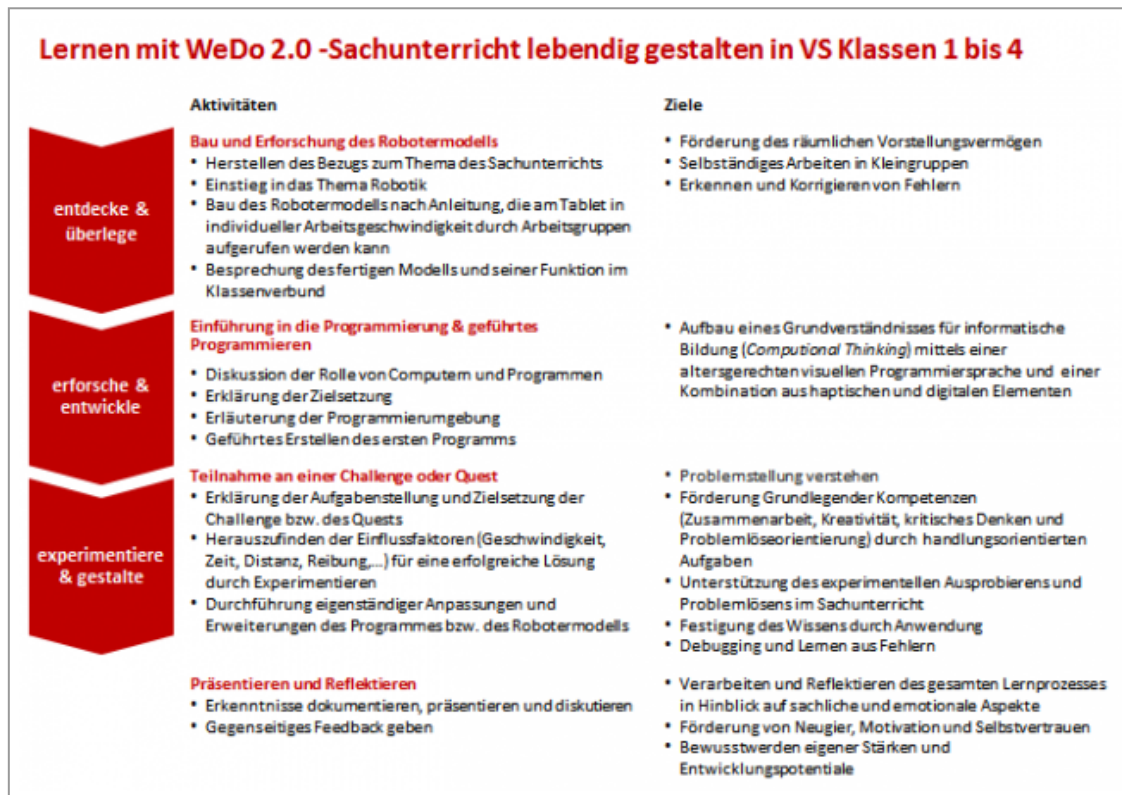 Lernen mit WeDo 2.0 -Sachunterricht lebendig gestalten in VS Klassen 1 bis 4
Aktivitäten
Ziele
entdecke &
überlege
Bau und Erforschung des Robotermodells
• Herstellen des Bezugs zum Thema des Sachunterrichts
• Einstieg in das Thema Robotik
• Bau des Robotermodells nach Anleitung, die am Tablet in
individueller Arbeitsgeschwindigkeit durch Arbeitsgruppen
aufgerufen werden kann
• Besprechung des fertigen Modells und seiner Funktion im
Klassenverbund
• Förderung des räumlichen Vorstellungsvermögen
• Selbständiges Arbeiten in Kleingruppen
• Erkennen und Korrigieren von Fehlern
erforsche &
entwickle
Einführung in die Programmierung & geführtes
Programmieren
• Diskussion der Rolle von Computern und Programmen
• Erklärung der Zielsetzung
• Erläuterung der Programmierumgebung
• Geführtes Erstellen des ersten Programms
• Aufbau eines Grundverständnisses für informatische
Bildung (Computional Thinking) mittels einer
altersgerechten visuellen Programmiersprache und einer
Kombination aus haptischen und digitalen Elementen
experimentiere
& gestalte
Teilnahme an einer Challenge oder Quest
• Erklärung der Aufgabenstellung und Zielsetzung der
Challenge bzw. des Quests
• Herauszufinden der Einflussfaktoren (Geschwindigkeit,
Zeit, Distanz, Reibung,...) für eine erfolgreiche Lösung
durch Experimentieren
• Durchführung eigenständiger Anpassungen und
Erweiterungen des Programmes bzw. des Robotermodells
• Problemstellung verstehen
• Förderung Grundlegender Kompetenzen
(Zusammenarbeit, Kreativität, kritisches Denken und
Problemlöseorientierung) durch handlungsorientierten
Aufgaben
• Unterstützung des experimentellen Ausprobierens und
Problemlösens im Sachunterricht
• Festigung des Wissens durch Anwendung
• Debugging und Lernen aus Fehlern
Präsentieren und Reflektieren
• Erkenntnisse dokumentieren, präsentieren und diskutieren
• Gegenseitiges Feedback geben
• Verarbeiten und Reflektieren des gesamten Lernprozesses
in Hinblick auf sachliche und emotionale Aspekte
• Förderung von Neugier, Motivation und Selbstvertrauen
• Bewusstwerden eigener Stärken und
Entwicklungspotentiale